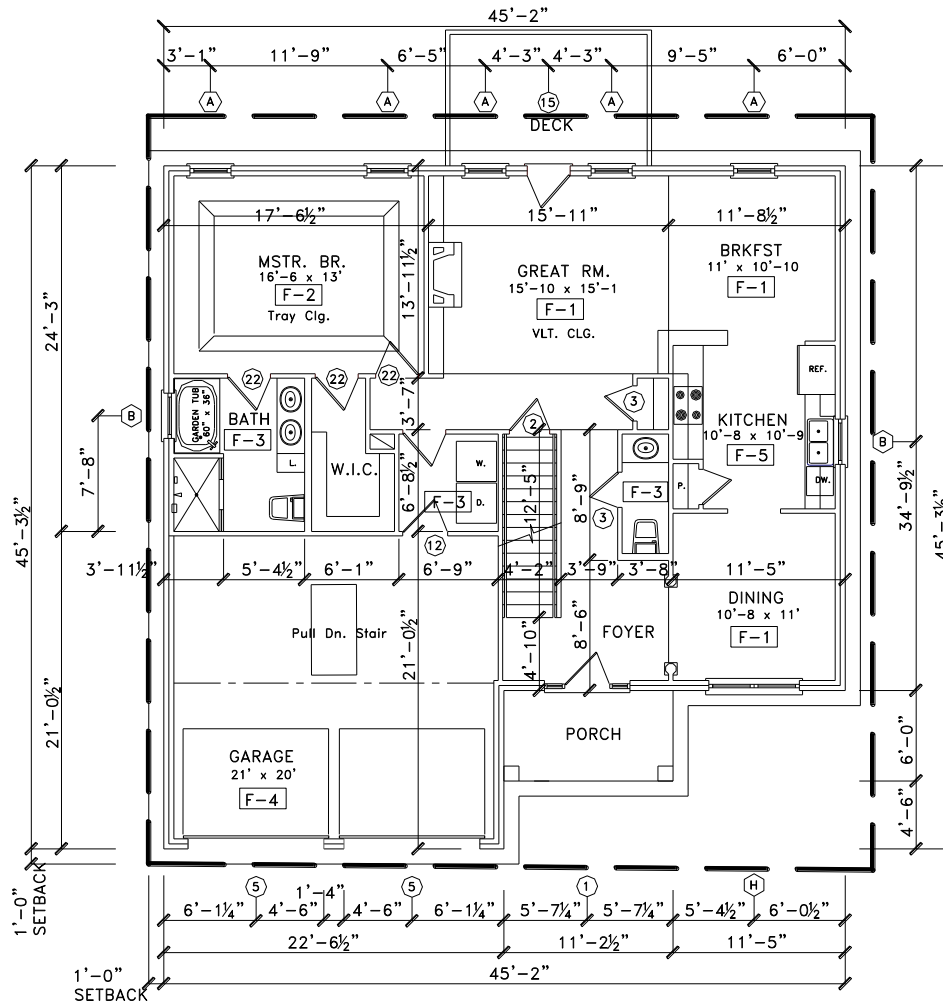 45'-2"
3'-1" 11'-9" 6'-5" 4'-3" 4'-3" 9'-5" 6'-0"
A A A 15 A A
DECK
17'-6½" 15'-11" 11'-8½"
MSTR. BR.
16'-6 x 13'
F-2
Tray Clg.
13'-11½"
GREAT RM.
15'-10 x 15'-1
F-1
VLT. CLG.
BRKFST
11' x 10'-10
F-1
24'-3"
REF.
22 22 22
3'-7"
3
2
GARDEN TUB
60" x 36"
BATH
F-3
L.
B
KITCHEN
10'-8 x 10'-9
F-5
B
DW.
W.I.C.
6'-8½"
W.
D.
F-3
12'-5"
8'-9"
F-3
P.
3
7'-8"
45'-3½"
34'-9½"
45'-3½"
12
3'-11½" 5'-4½" 6'-1" 6'-9" 4'-2" 3'-9" 3'-8" 11'-5"
DINING
10'-8 x 11'
F-1
Pull Dn. Stair
21'-0½"
4'-10"
8'-6"
FOYER
21'-0½"
PORCH
6'-0"
4'-6"
GARAGE
21' x 20'
F-4
1'-0"
SETBACK
5 1'-4" 5 1 H
6'-1¼" 4'-6" 4'-6" 6'-1¼" 5'-7¼" 5'-7¼" 5'-4½" 6'-0½"
22'-6½" 11'-2½" 11'-5"
1'-0"
SETBACK
45'-2"